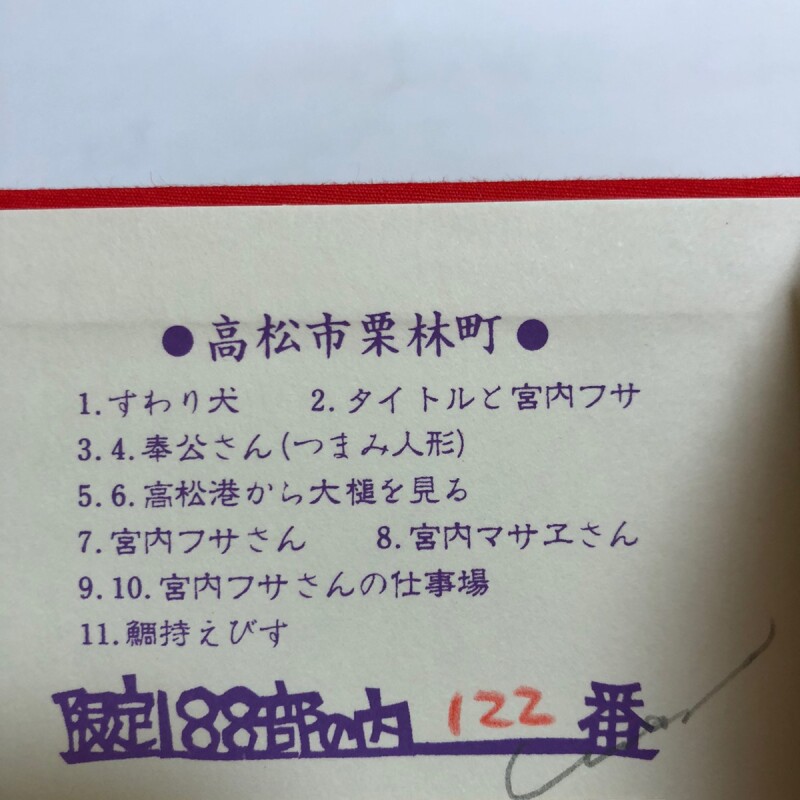 ●高松市栗林町●
1.すわり犬 2.タイトルと宮内フサ
3.4.奉公さん(つまみ人形)
5.6.高松港から大槌を見る
7.宮内フサさん 8.宮内マサヱさん
9.10.宮内フサさんの仕事場
11.鯛持えびす
限定188部の内 122 番